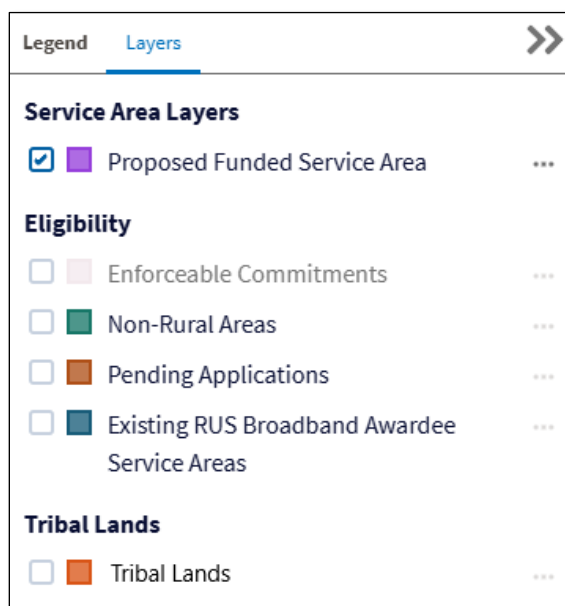 Legend Layers
Service Area Layers
Proposed Funded Service Area
Eligibility
Enforceable Commitments
Non-Rural Areas
Pending Applications
Existing RUS Broadband Awardee
Service Areas
Tribal Lands
Tribal Lands